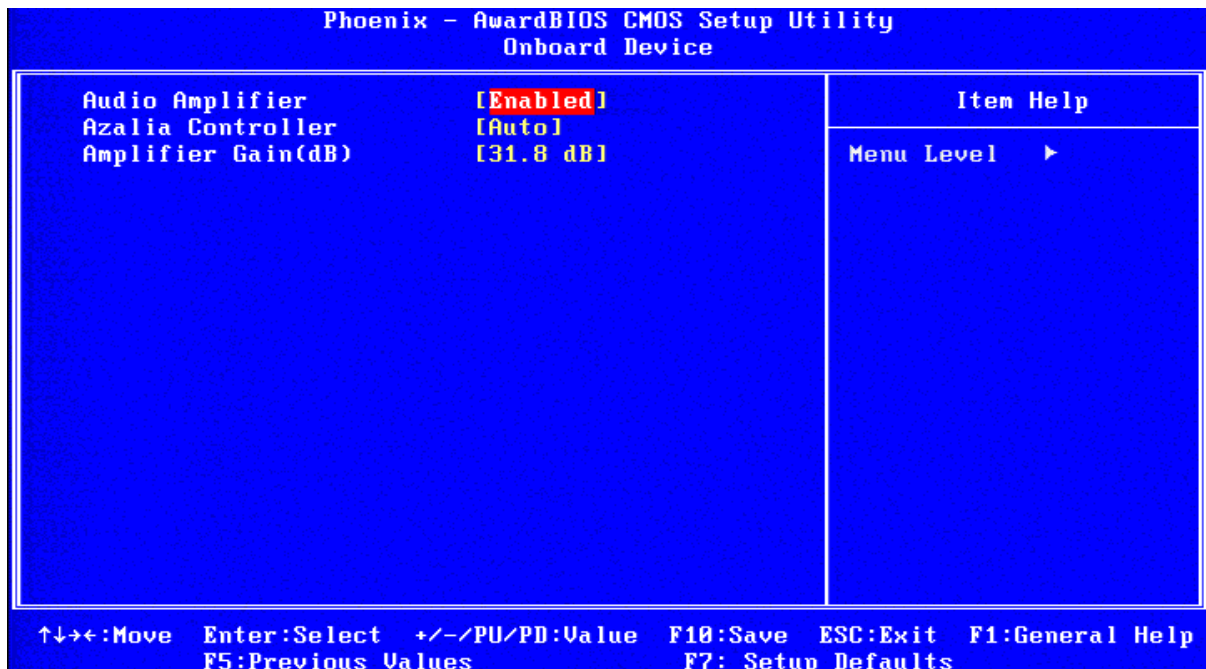 Phoenix - AwardBIOS CMOS Setup Utility
Onboard Device
Audio Amplifier [Enabled]
Azalia Controller [Auto]
Amplifier Gain(dB) [31.8 dB]
Item Help
Menu Level ►
↑↓→←:Move Enter:Select +/-/PU/PD:Value F10:Save ESC:Exit F1:General Help
F5:Previous Values F7: Setup Defaults